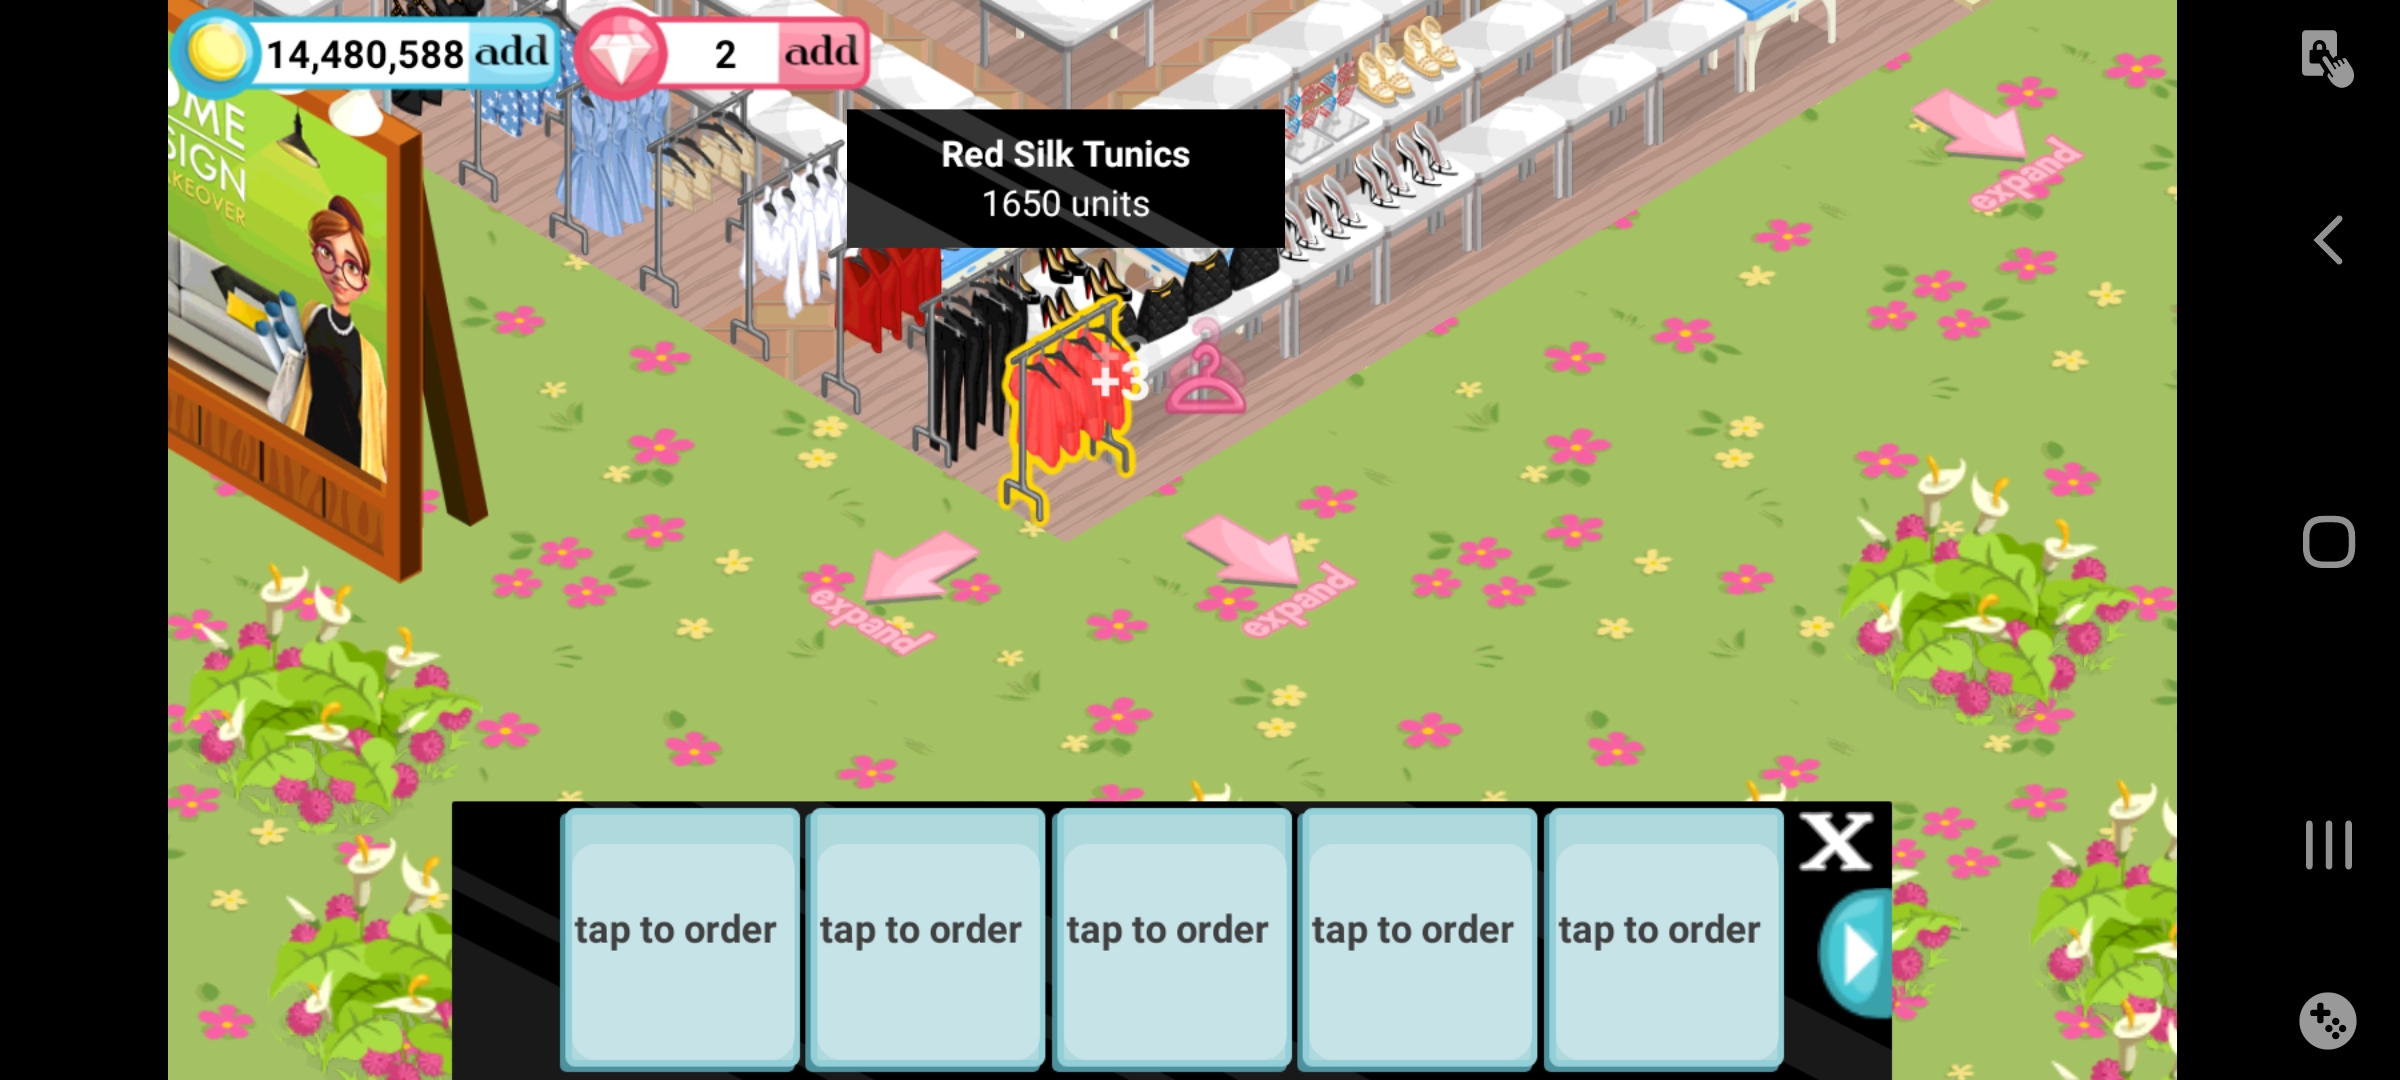 14,480,588 add
2 add
Red Silk Tunics
1650 units
+3
expand
expand
expand
tap to order
tap to order
tap to order
tap to order
tap to order
X